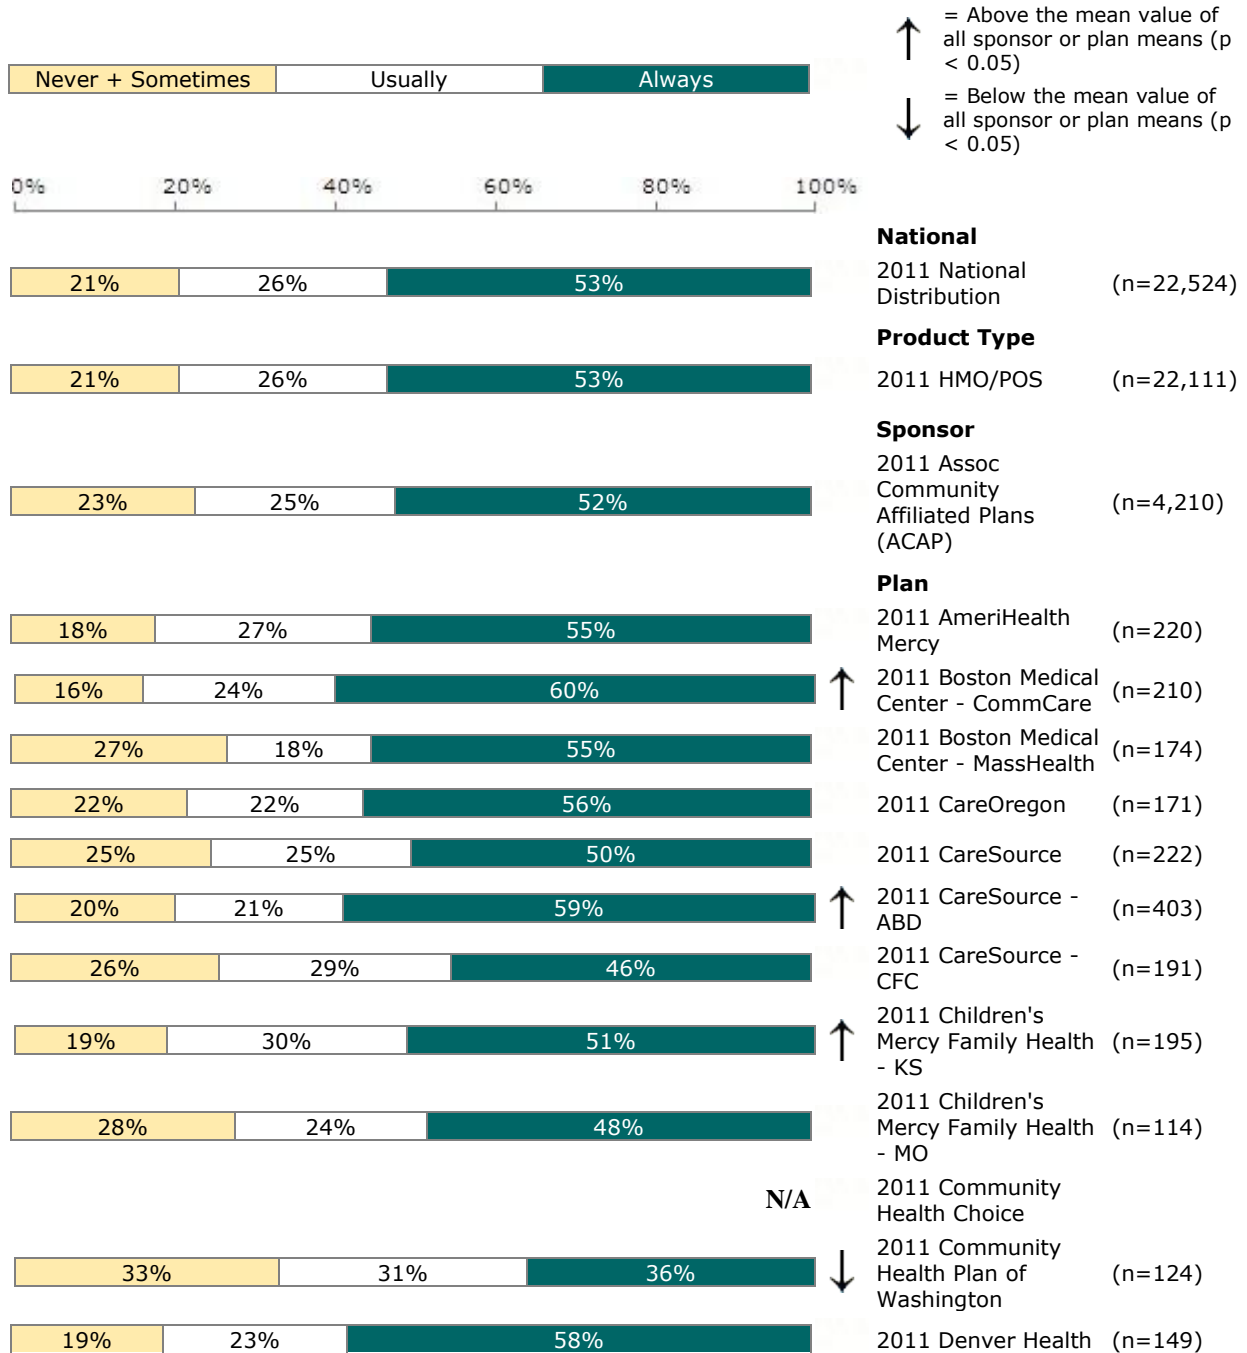 = Above the mean value of
all sponsor or plan means (p
< 0.05)
Never + Sometimes Usually Always
= Below the mean value of
all sponsor or plan means (p
< 0.05)
0% 20% 40% 60% 80% 100%
National
21% 26% 53%
2011 National
Distribution
(n=22,524)
Product Type
21% 26% 53% 2011 HMO/POS (n=22,111)
Sponsor
23% 25% 52%
2011 Assoc
Community
Affiliated Plans
(ACAP)
(n=4,210)
Plan
18% 27% 55%
2011 AmeriHealth
Mercy
(n=220)
16% 24% 60%
2011 Boston Medical
Center - CommCare
(n=210)
27% 18% 55%
2011 Boston Medical
Center - MassHealth
(n=174)
22% 22% 56% 2011 CareOregon (n=171)
25% 25% 50% 2011 CareSource (n=222)
20% 21% 59%
2011 CareSource -
ABD
(n=403)
26% 29% 46%
2011 CareSource -
CFC
(n=191)
19% 30% 51%
2011 Children's
Mercy Family Health
- KS
(n=195)
28% 24% 48%
2011 Children's
Mercy Family Health
- MO
(n=114)
N/A
2011 Community
Health Choice
33% 31% 36%
2011 Community
Health Plan of
Washington
(n=124)
19% 23% 58% 2011 Denver Health (n=149)